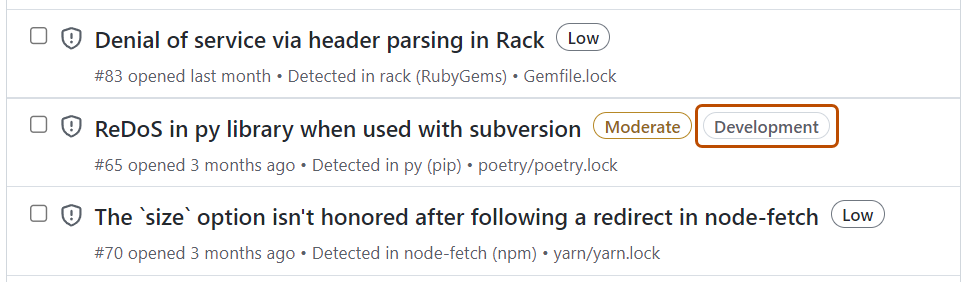 Denial of service via header parsing in Rack Low
#83 opened last month • Detected in rack (RubyGems) • Gemfile.lock
ReDoS in py library when used with subversion Moderate Development
#65 opened 3 months ago • Detected in py (pip) • poetry/poetry.lock
The `size` option isn't honored after following a redirect in node-fetch Low
#70 opened 3 months ago • Detected in node-fetch (npm) • yarn/yarn.lock